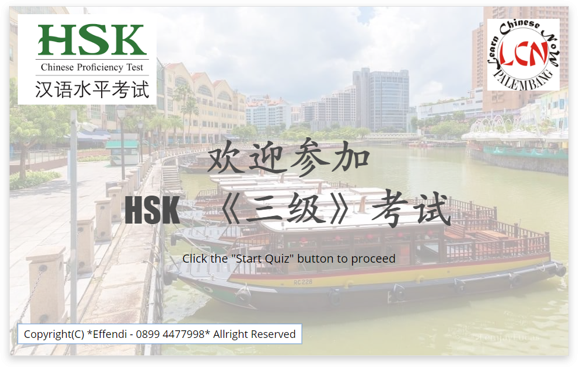 HSK
Chinese Proficiency Test
汉语水平考试
Learn Chinese NoW
LCN
PALEMBANG
欢迎参加
HSK 《三级》考试
Click the "Start Quiz" button to proceed
Copyright(C) *Effendi - 0899 4477998* Allright Reserved